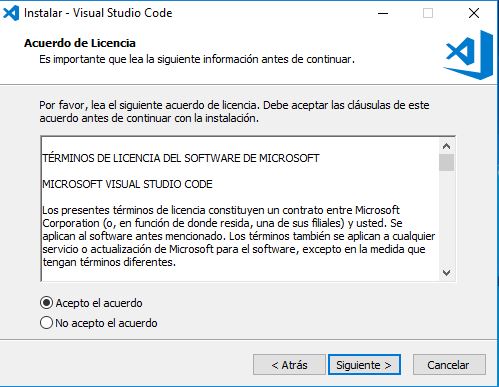 Instalar - Visual Studio Code
Acuerdo de Licencia
Es importante que lea la siguiente información antes de continuar.
Por favor, lea el siguiente acuerdo de licencia. Debe aceptar las cláusulas de este
acuerdo antes de continuar con la instalación.
TÉRMINOS DE LICENCIA DEL SOFTWARE DE MICROSOFT
MICROSOFT VISUAL STUDIO CODE
Los presentes términos de licencia constituyen un contrato entre Microsoft
Corporation (o, en función de donde resida, una de sus filiales) y usted. Se
aplican al software antes mencionado. Los términos también se aplican a cualquier
servicio o actualización de Microsoft para el software, excepto en la medida que
tengan términos diferentes.
Acepto el acuerdo
No acepto el acuerdo
< Atrás
Siguiente >
Cancelar